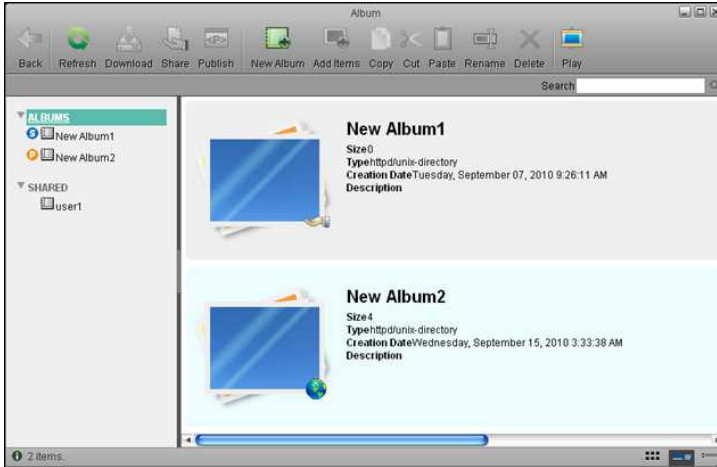 Album
Back Refresh Download Share Publish New Album Add Items Copy Cut Paste Rename Delete Play
Search
ALBUMS
S New Album1
P New Album2
SHARED
user1
New Album1
Size0
Typehttpd/unix-directory
Creation DateTuesday, September 07, 2010 9:26:11 AM
Description
New Album2
Size4
Typehttpd/unix-directory
Creation DateWednesday, September 15, 2010 3:33:38 AM
Description
2 items.